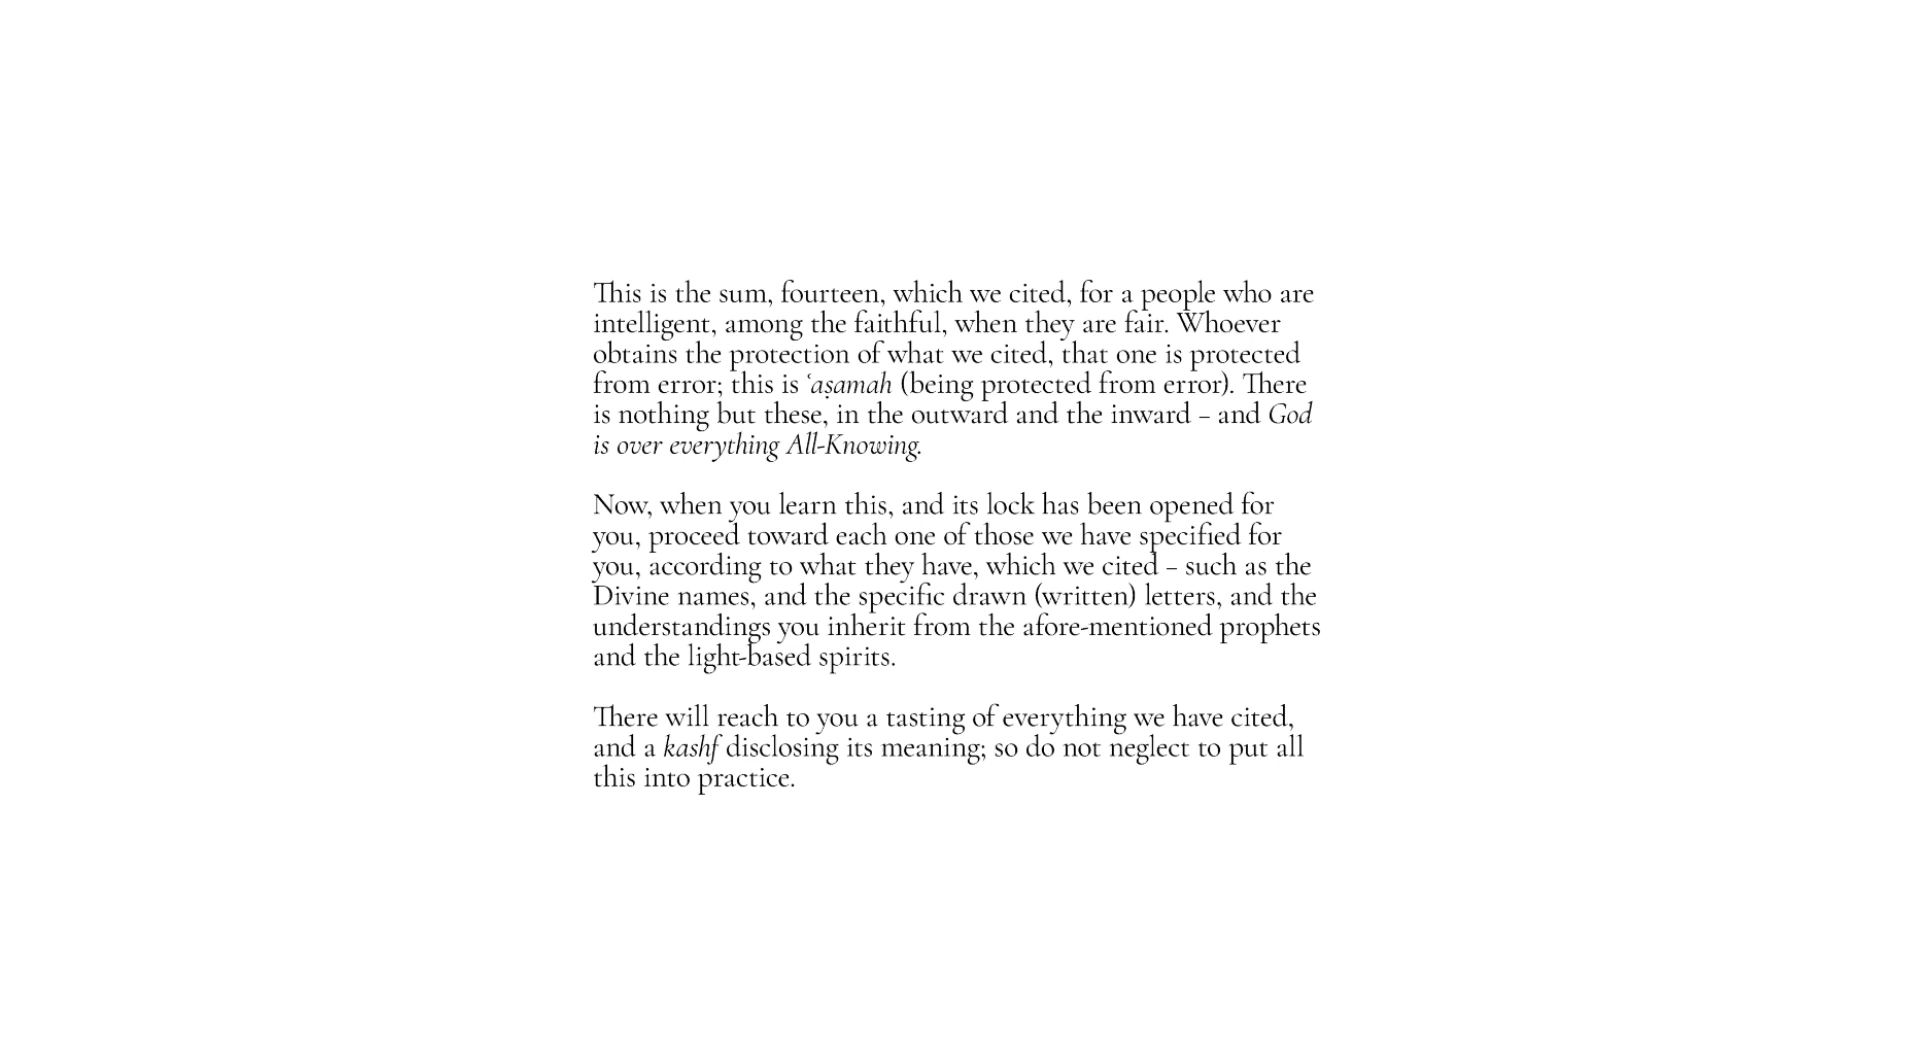 This is the sum, fourteen, which we cited, for a people who are
intelligent, among the faithful, when they are fair. Whoever
obtains the protection of what we cited, that one is protected
from error; this is ʿaṣamah (being protected from error). There
is nothing but these, in the outward and the inward – and God
is over everything All-Knowing.
Now, when you learn this, and its lock has been opened for
you, proceed toward each one of those we have specified for
you, according to what they have, which we cited – such as the
Divine names, and the specific drawn (written) letters, and the
understandings you inherit from the afore-mentioned prophets
and the light-based spirits.
There will reach to you a tasting of everything we have cited,
and a kashf disclosing its meaning; so do not neglect to put all
this into practice.